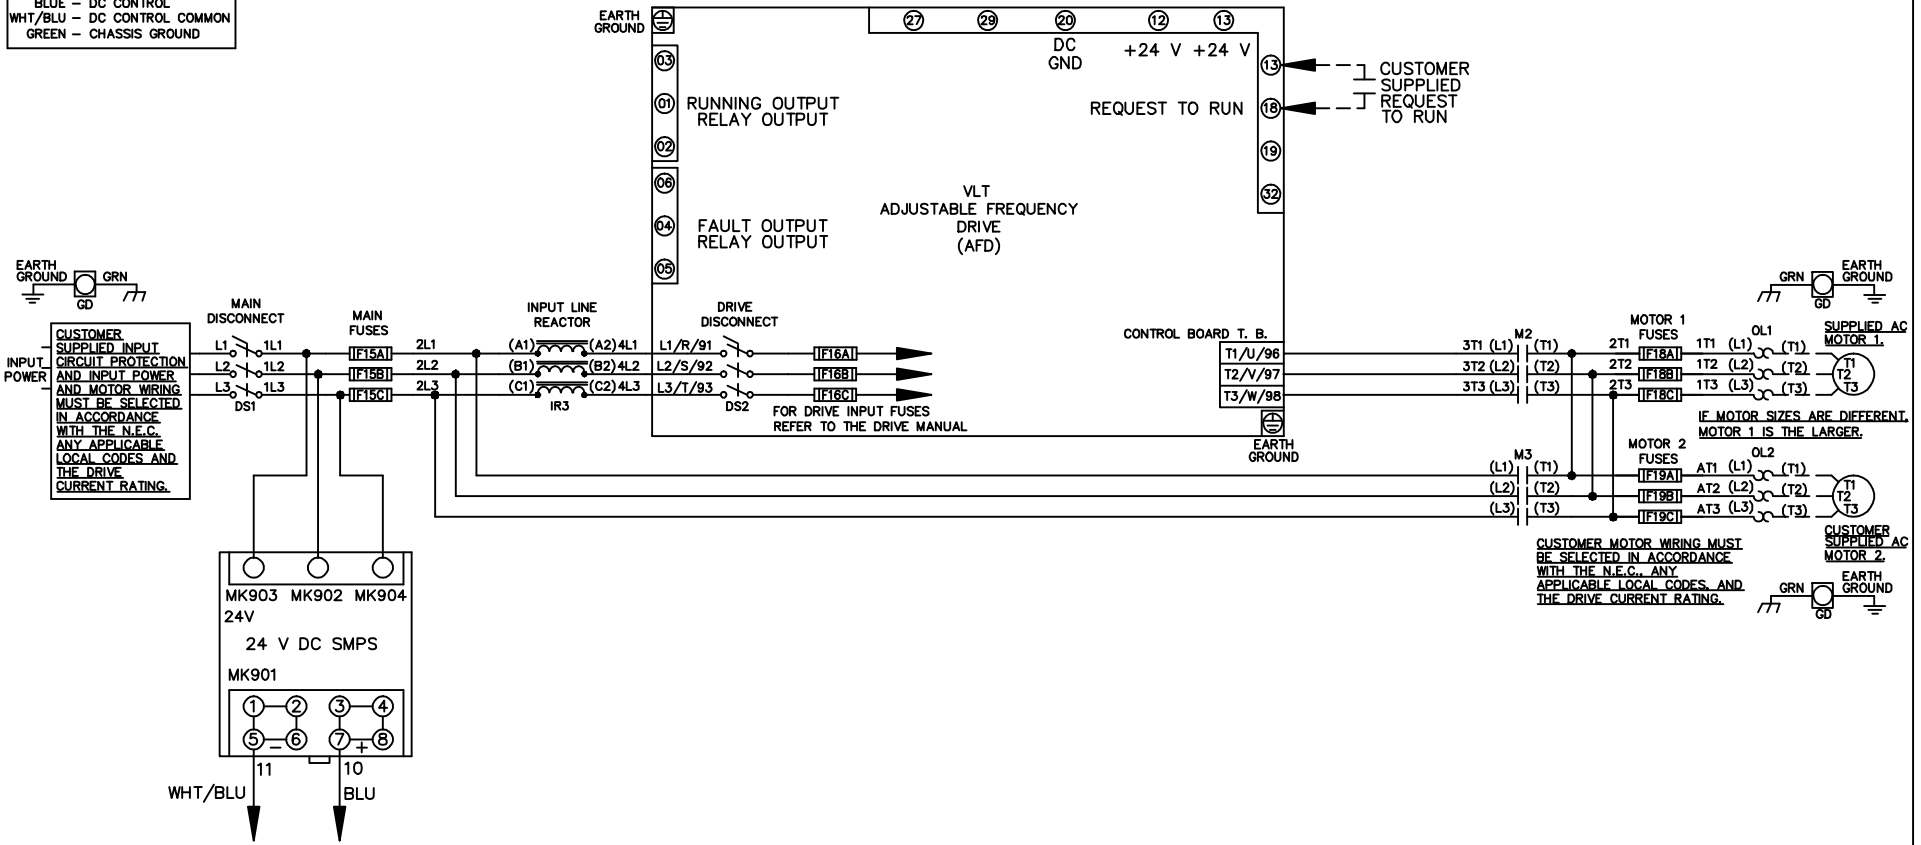 BLUE – DC CONTROL
WHT/BLU – DC CONTROL COMMON
GREEN – CHASSIS GROUND
EARTH
GROUND
27 29 20 12 13
DC
GND
+24 V +24 V
03
01
02
RUNNING OUTPUT
RELAY OUTPUT
06
04
05
FAULT OUTPUT
RELAY OUTPUT
13
REQUEST TO RUN 18
19
32
CUSTOMER
SUPPLIED
REQUEST
TO RUN
VLT
ADJUSTABLE FREQUENCY
DRIVE
(AFD)
EARTH
GROUND
GRN
GD
INPUT
POWER
CUSTOMER
SUPPLIED INPUT
CIRCUIT PROTECTION
AND INPUT POWER
AND MOTOR WIRING
MUST BE SELECTED
IN ACCORDANCE
WITH THE N.E.C.
ANY APPLICABLE
LOCAL CODES AND
THE DRIVE
CURRENT RATING.
MAIN
DISCONNECT
L1 1L1
L2 1L2
L3 1L3
DS1
MAIN
FUSES
F15A
F15B
F15C
2L1
2L2
2L3
INPUT LINE
REACTOR
(A1) (A2) 4L1
(B1) (B2) 4L2
(C1) (C2) 4L3
IR3
DRIVE
DISCONNECT
L1/R/91
L2/S/92
L3/T/93
DS2
F16A
F16B
F16C
FOR DRIVE INPUT FUSES
REFER TO THE DRIVE MANUAL
CONTROL BOARD T. B.
T1/U/96
T2/V/97
T3/W/98
EARTH
GROUND
M2
3T1 (L1) (T1)
3T2 (L2) (T2)
3T3 (L3) (T3)
MOTOR 1
FUSES
2T1 F18A 1T1
2T2 F18B 1T2
2T3 F18C 1T3
OL1
(L1) (T1)
(L2) (T2)
(L3) (T3)
GRN
GD
EARTH
GROUND
SUPPLIED AC
MOTOR 1.
T1
T2
T3
IF MOTOR SIZES ARE DIFFERENT,
MOTOR 1 IS THE LARGER.
M3
(L1) (T1)
(L2) (T2)
(L3) (T3)
MOTOR 2
FUSES
F19A AT1
F19B AT2
F19C AT3
OL2
(L1) (T1)
(L2) (T2)
(L3) (T3)
T1
T2
T3
CUSTOMER
SUPPLIED AC
MOTOR 2.
CUSTOMER MOTOR WIRING MUST
BE SELECTED IN ACCORDANCE
WITH THE N.E.C., ANY
APPLICABLE LOCAL CODES, AND
THE DRIVE CURRENT RATING.
GRN
GD
EARTH
GROUND
MK903 MK902 MK904
24V
24 V DC SMPS
MK901
1 2 3 4
5 – 6 7 + 8
11 10
WHT/BLU BLU